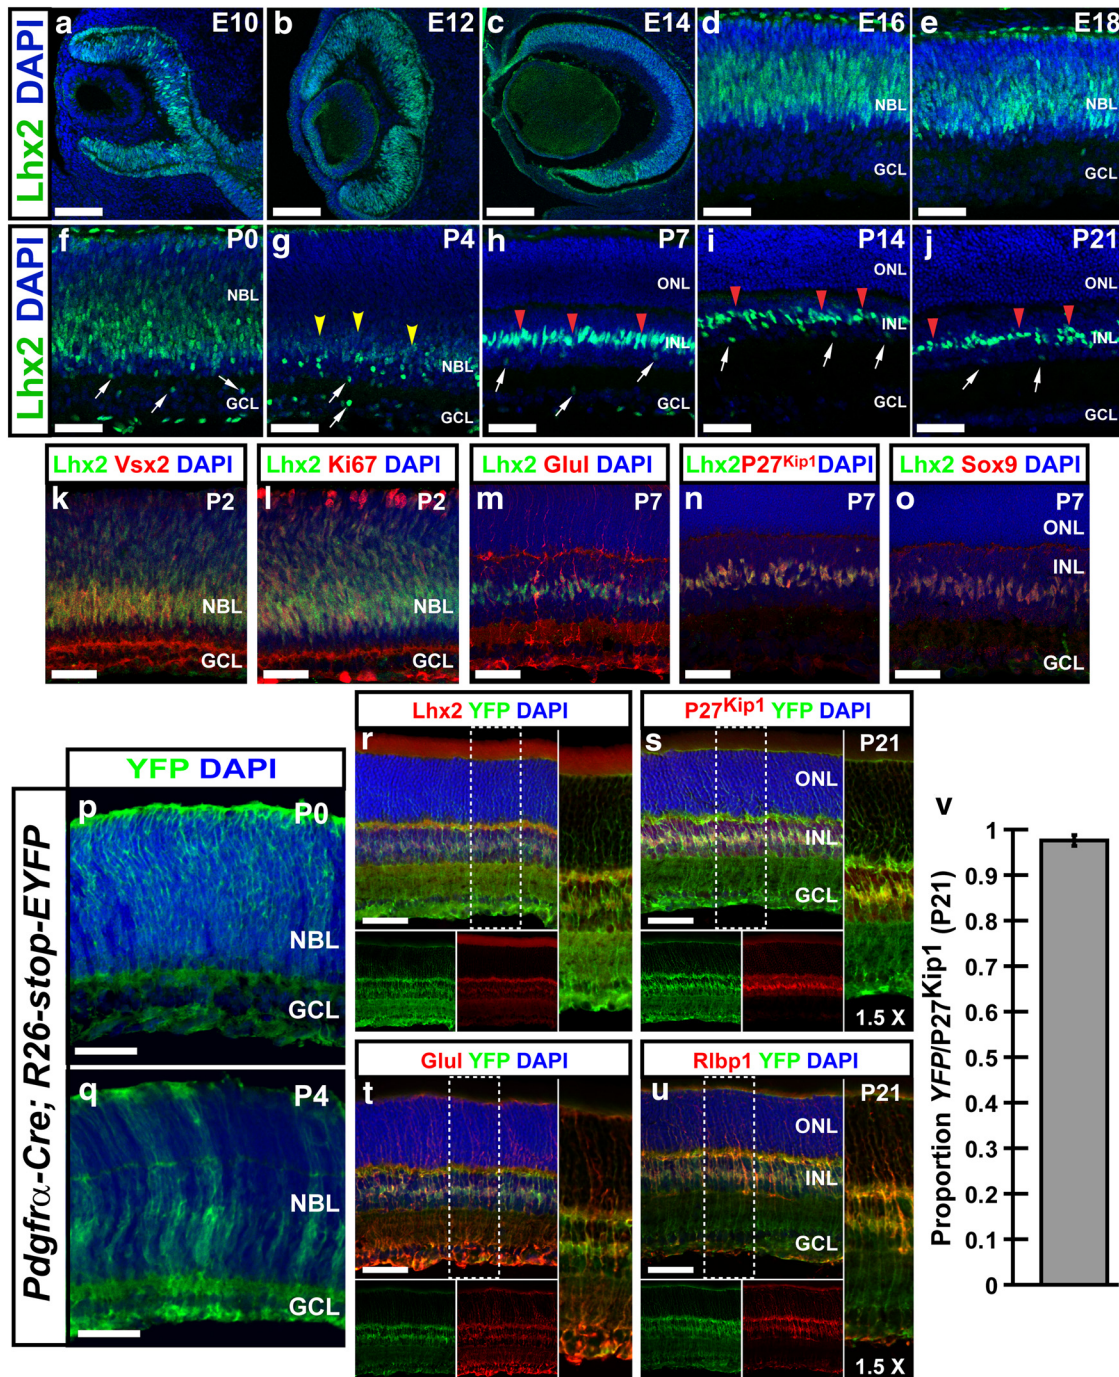 Lhx2 DAPI
a E10
b E12
c E14
d E16
NBL
GCL
e E18
NBL
GCL
Lhx2 DAPI
f P0
NBL
GCL
g P4
NBL
GCL
h P7
ONL
INL
GCL
i P14
ONL
INL
GCL
j P21
ONL
INL
GCL
Lhx2 Vsx2 DAPI
k P2
NBL
GCL
Lhx2 Ki67 DAPI
l P2
NBL
GCL
Lhx2 Glul DAPI
m P7
Lhx2P27Kip1DAPI
n P7
Lhx2 Sox9 DAPI
o P7
ONL
INL
GCL
Pdgfrα-Cre; R26-stop-EYFP
YFP DAPI
p P0
NBL
GCL
q P4
NBL
GCL
Lhx2 YFP DAPI
r
P27Kip1 YFP DAPI
s P21
ONL
INL
GCL
1.5 X
Glul YFP DAPI
t
Rlbp1 YFP DAPI
u P21
ONL
INL
GCL
1.5 X
v
Proportion YFP/P27Kip1 (P21)
1
0.9
0.8
0.7
0.6
0.5
0.4
0.3
0.2
0.1
0